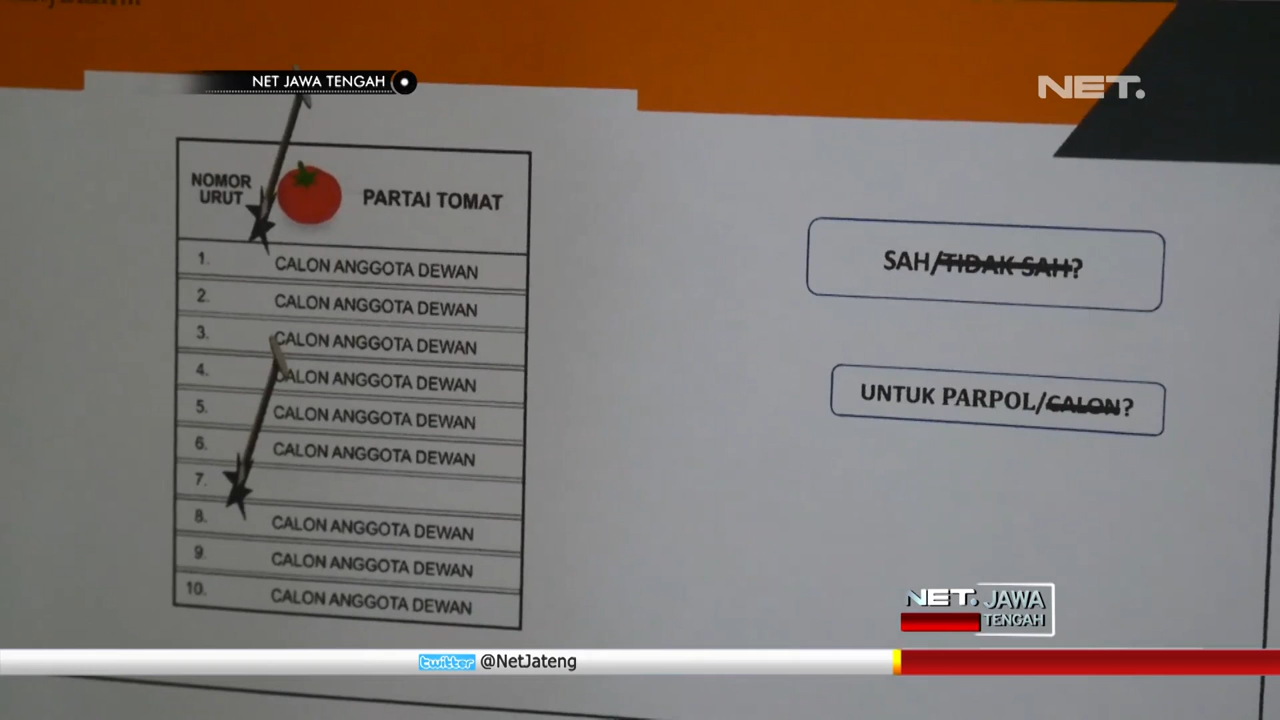 NET JAWA TENGAH
NET.
NOMOR
URUT
PARTAI TOMAT
1. CALON ANGGOTA DEWAN
2. CALON ANGGOTA DEWAN
3. CALON ANGGOTA DEWAN
4. CALON ANGGOTA DEWAN
5. CALON ANGGOTA DEWAN
6. CALON ANGGOTA DEWAN
7.
8. CALON ANGGOTA DEWAN
9. CALON ANGGOTA DEWAN
10. CALON ANGGOTA DEWAN
SAH/TIDAK SAH?
UNTUK PARPOL/CALON?
NET. JAWA
TENGAH
twitter @NetJateng